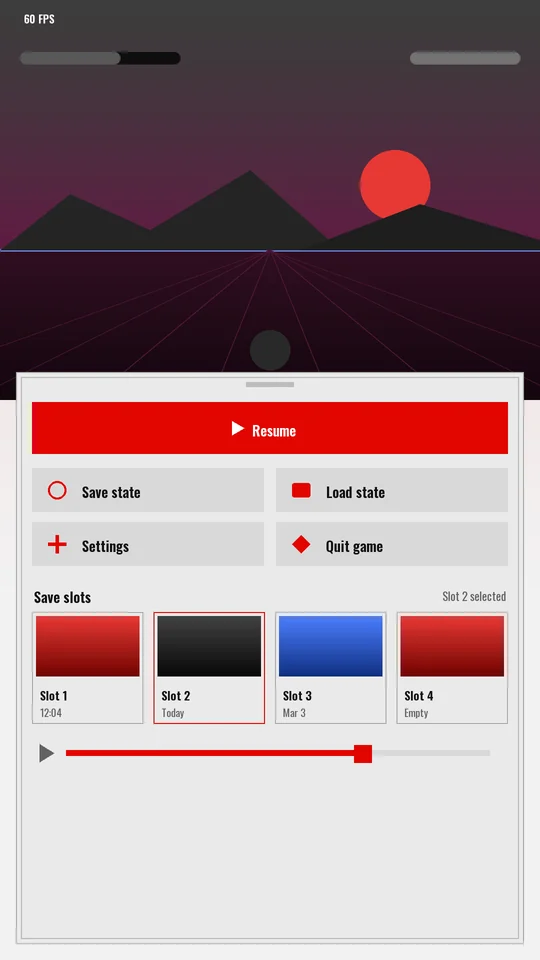 60 FPS
Resume
Save state
Load state
Settings
Quit game
Save slots
Slot 2 selected
Slot 1
12:04
Slot 2
Today
Slot 3
Mar 3
Slot 4
Empty